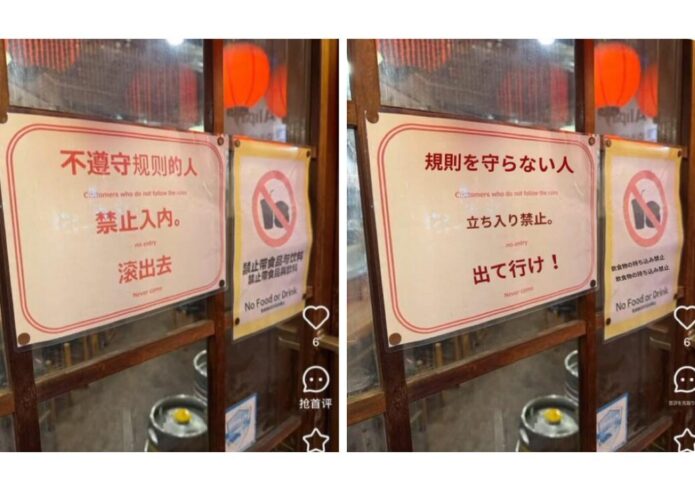 不遵守规则的人
Customers who do not follow the rules
禁止入内。
no entry
滚出去
Never come
禁止带食品与饮料
禁止帶食品與飲料
No Food or Drink
6
抢首评
規則を守らない人
Customers who do not follow the rules
立ち入り禁止。
no entry
出て行け！
Never come
飲食物の持ち込み禁止
飲食物の持ち込み禁止
No Food or Drink
6